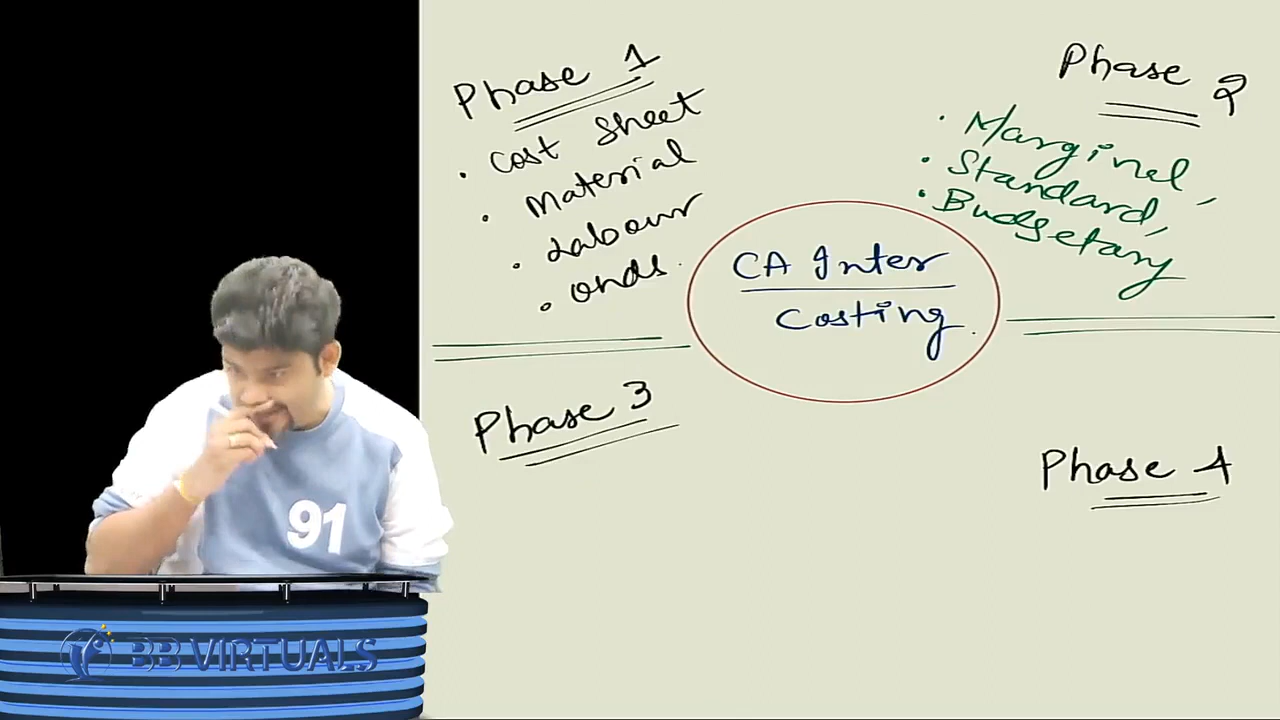 Phase 1
• Cost Sheet
• Material
• Labour
• OHDs.
Phase 2
• Marginal,
• Standard,
• Budgetary
CA Inter
Costing.
Phase 3
Phase 4
91
BB VIRTUALS